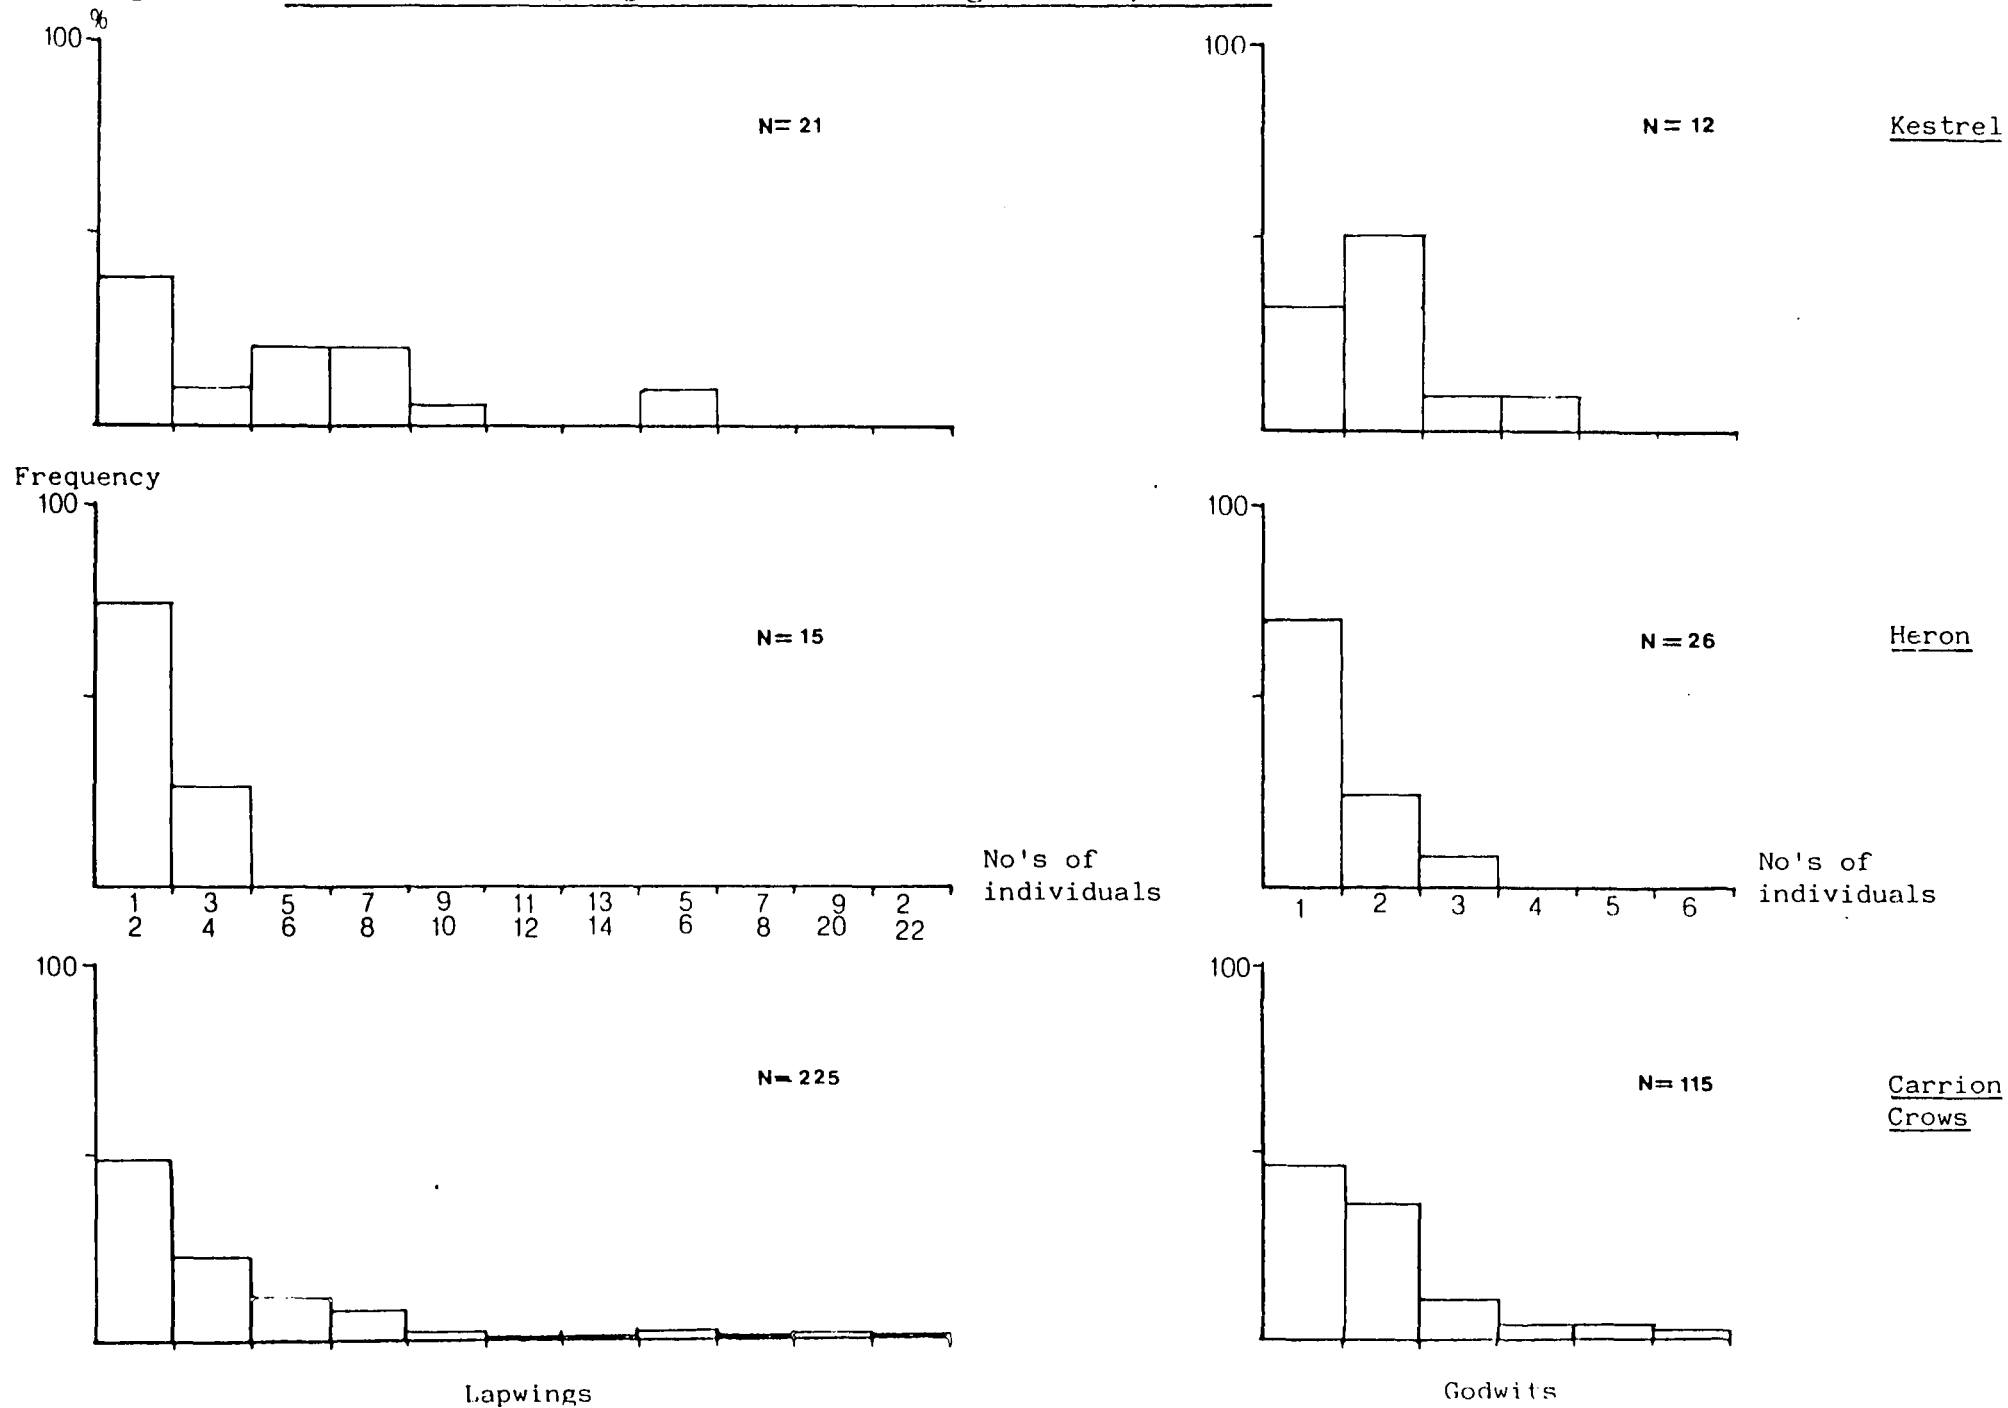 %
100
100
N= 21
N= 12
Kestrel
Frequency
100
100
N= 15
N= 26
Heron
No's of
individuals
No's of
individuals
1 3 5 7 9 11 13 5 7 9 2
2 4 6 8 10 12 14 6 8 20 22
1 2 3 4 5 6
100
100
N= 225
N= 115
Carrion
Crows
Lapwings
Godwits